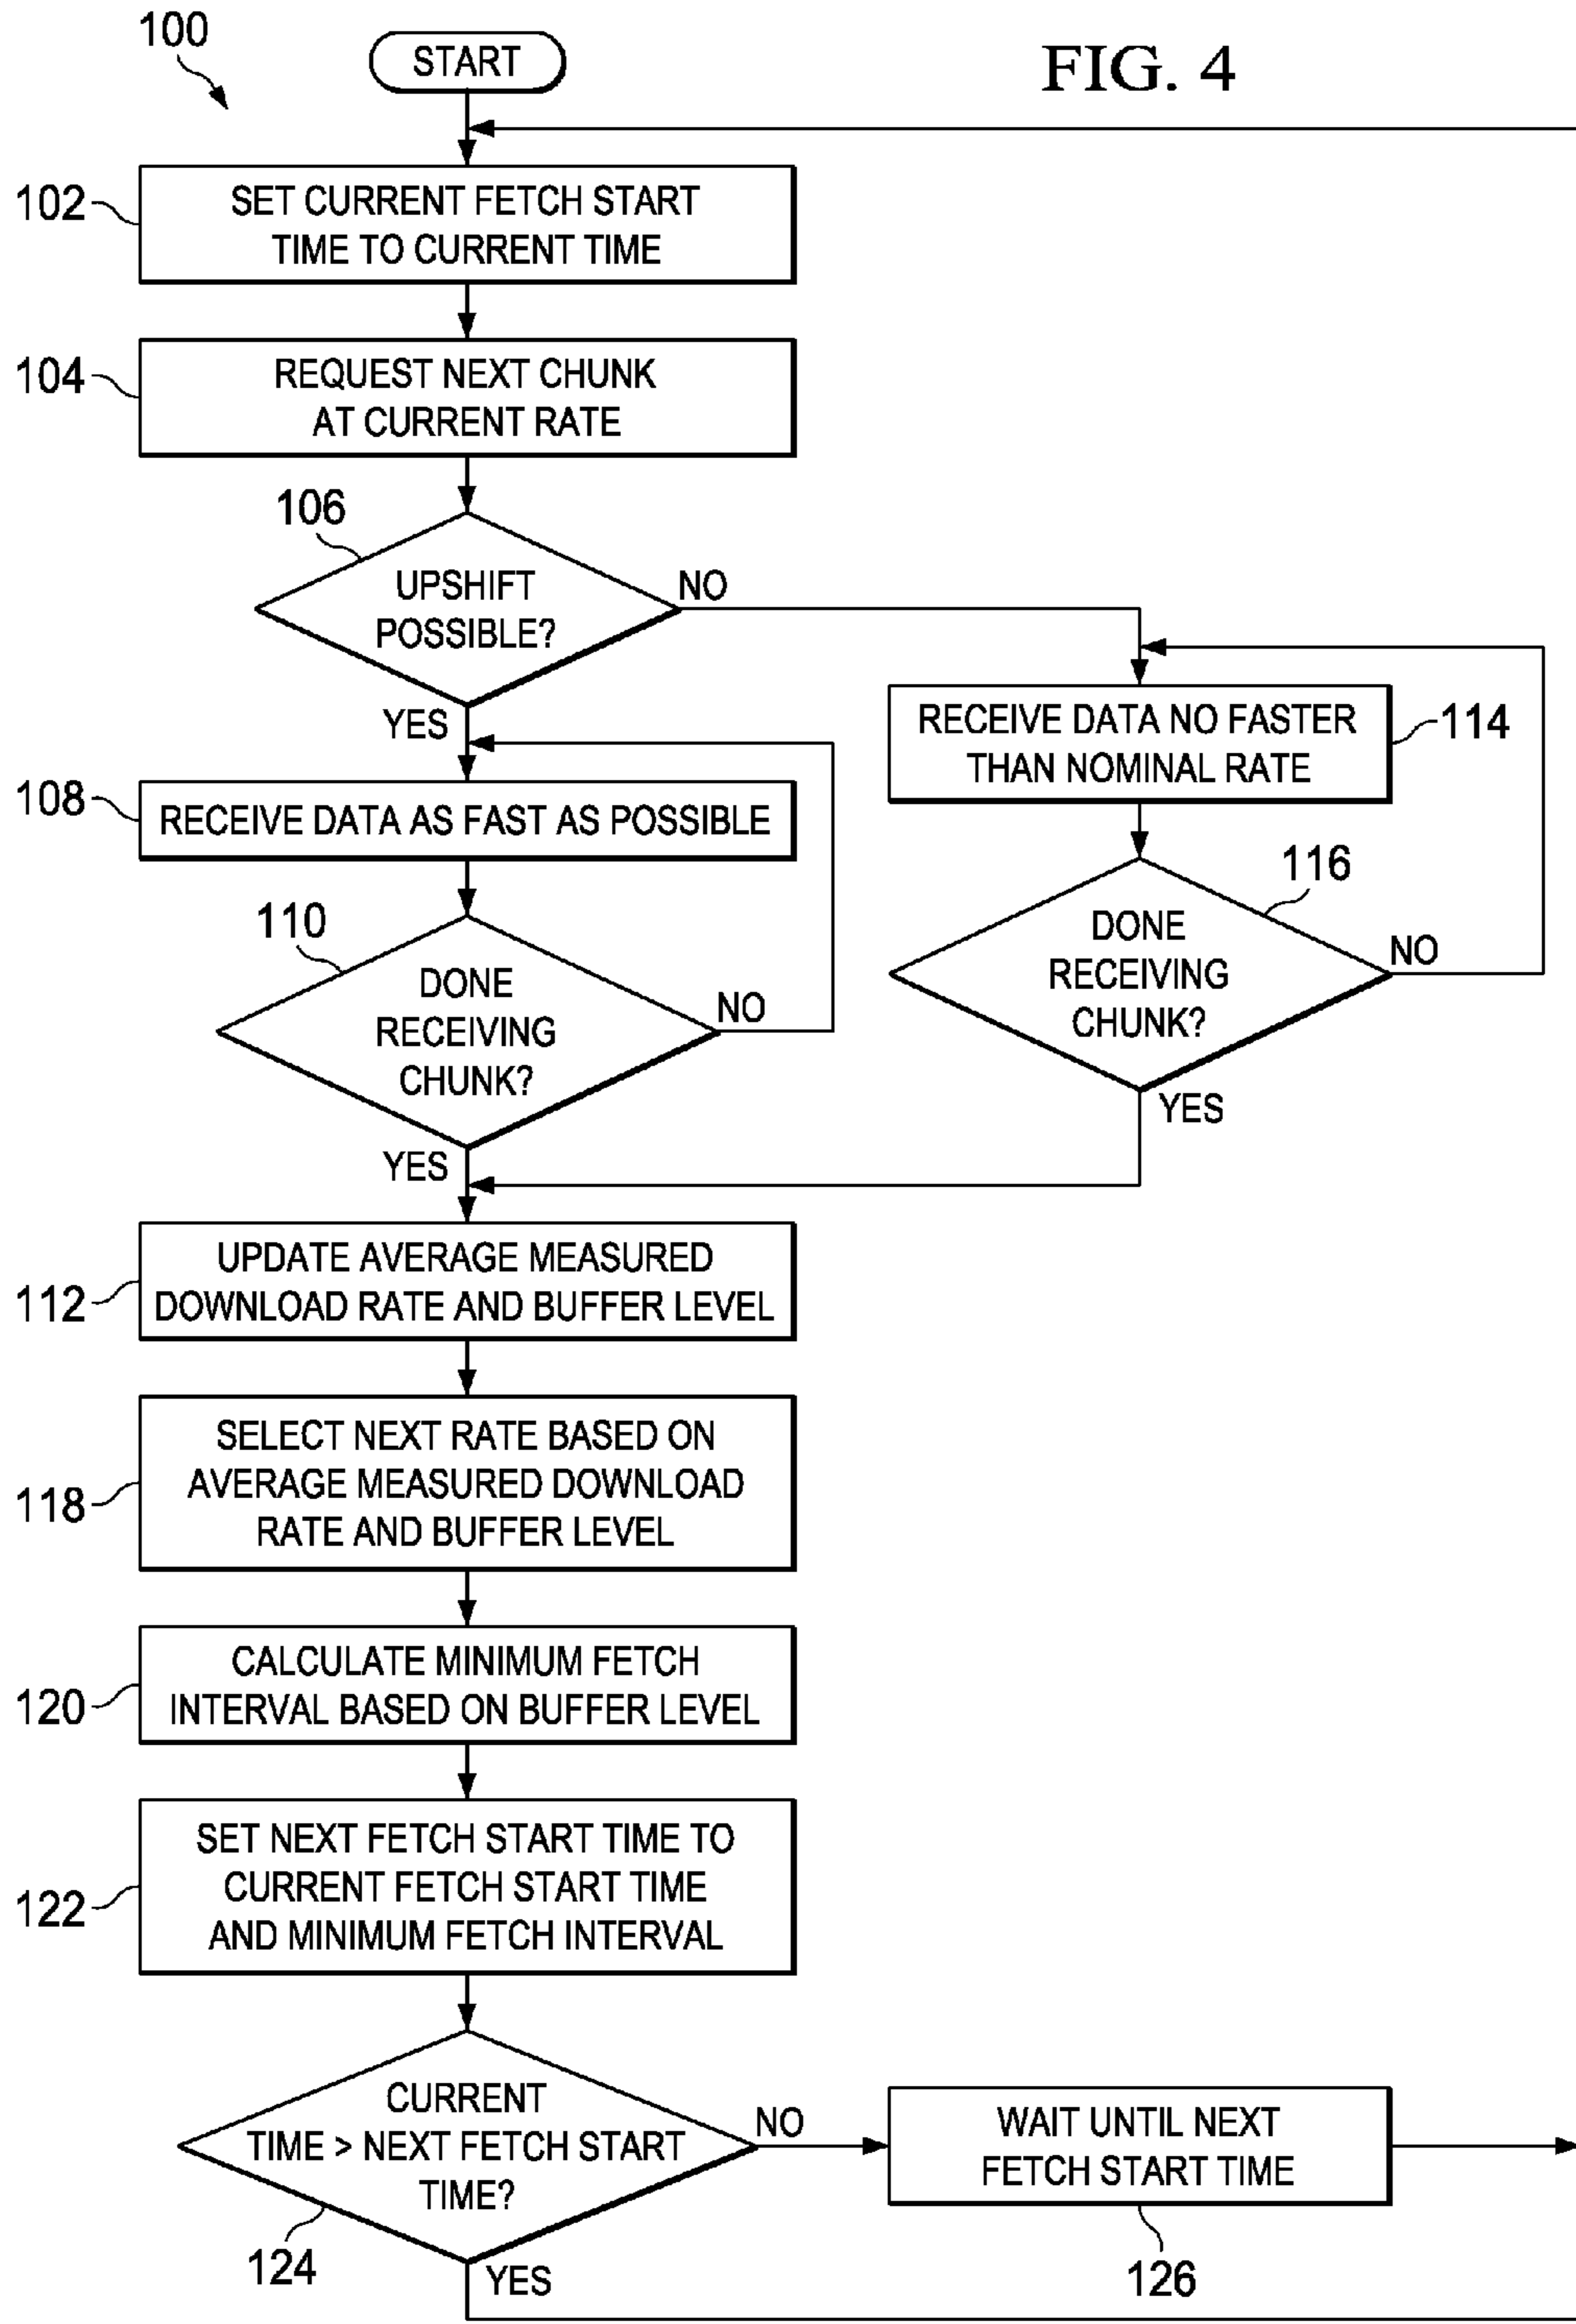 100
START
FIG. 4
102
SET CURRENT FETCH START
TIME TO CURRENT TIME
104
REQUEST NEXT CHUNK
AT CURRENT RATE
106
UPSHIFT
POSSIBLE?
NO
YES
RECEIVE DATA NO FASTER
THAN NOMINAL RATE
114
108
RECEIVE DATA AS FAST AS POSSIBLE
116
DONE
RECEIVING
CHUNK?
NO
YES
110
DONE
RECEIVING
CHUNK?
NO
YES
112
UPDATE AVERAGE MEASURED
DOWNLOAD RATE AND BUFFER LEVEL
118
SELECT NEXT RATE BASED ON
AVERAGE MEASURED DOWNLOAD
RATE AND BUFFER LEVEL
120
CALCULATE MINIMUM FETCH
INTERVAL BASED ON BUFFER LEVEL
122
SET NEXT FETCH START TIME TO
CURRENT FETCH START TIME
AND MINIMUM FETCH INTERVAL
CURRENT
TIME > NEXT FETCH START
TIME?
NO
124
YES
WAIT UNTIL NEXT
FETCH START TIME
126